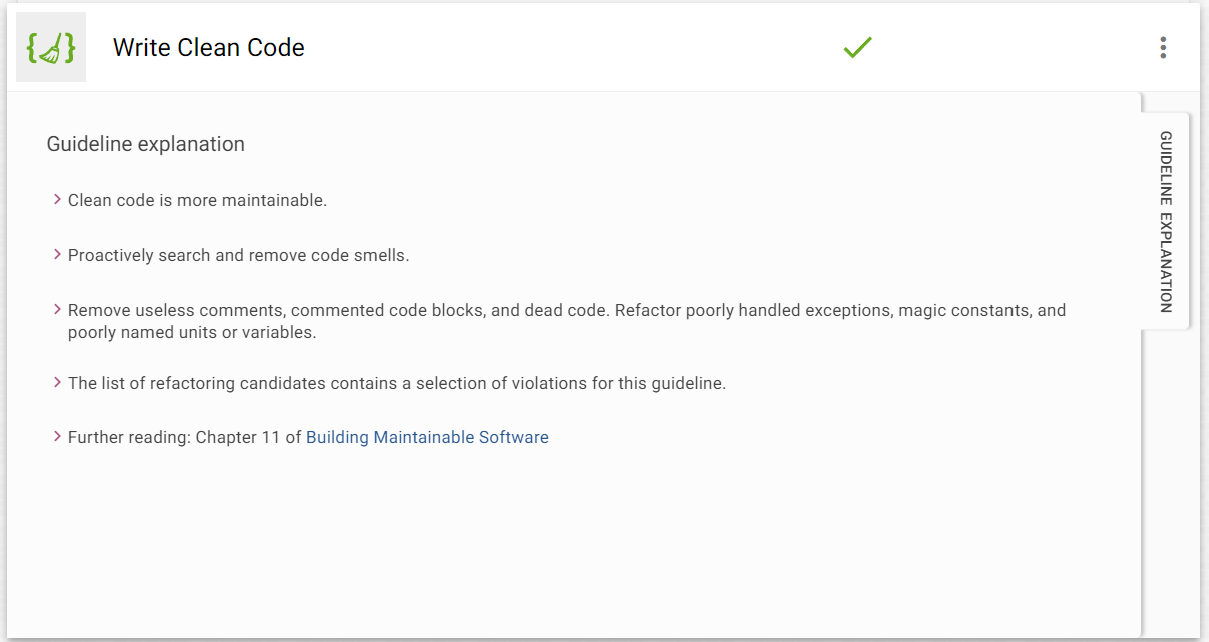 Write Clean Code
Guideline explanation
Clean code is more maintainable.
Proactively search and remove code smells.
Remove useless comments, commented code blocks, and dead code. Refactor poorly handled exceptions, magic constants, and
poorly named units or variables.
The list of refactoring candidates contains a selection of violations for this guideline.
Further reading: Chapter 11 of Building Maintainable Software
GUIDELINE EXPLANATION